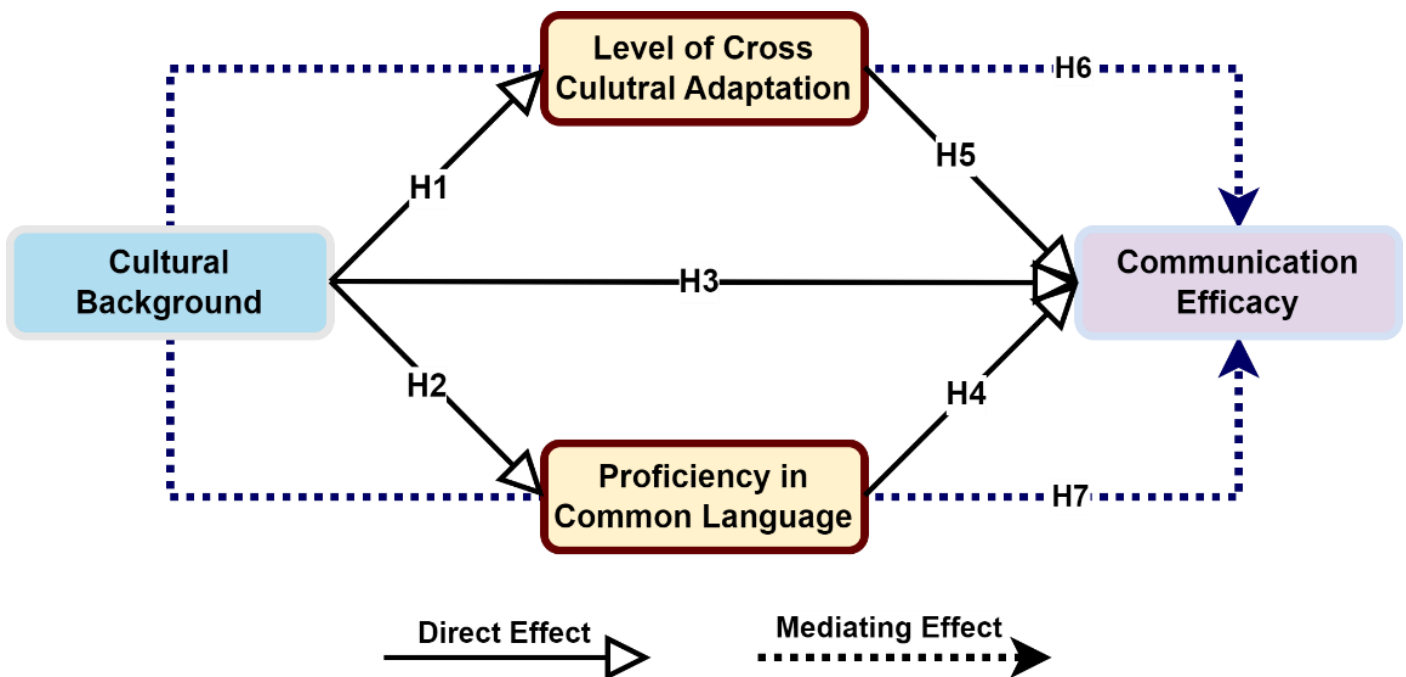 Level of Cross
Culutral Adaptation
H6
H5
H1
Cultural
Background
H3
Communication
Efficacy
H2
H4
Proficiency in
Common Language
H7
Direct Effect
Mediating Effect